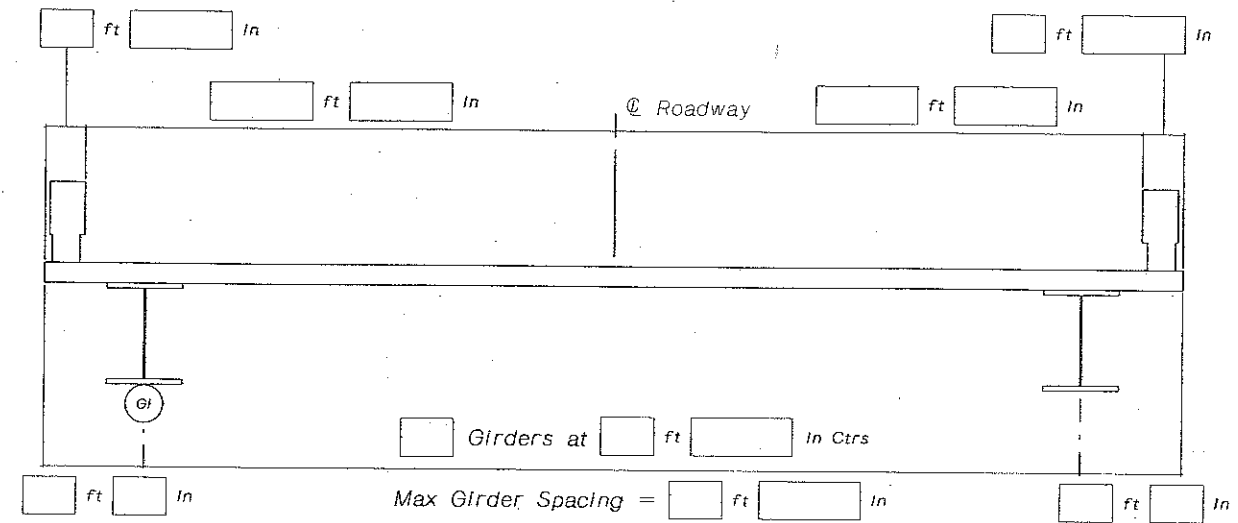 ft In
ft In
ft In
℄ Roadway
ft In
G1
Girders at ft In Ctrs
ft In
Max Girder Spacing = ft In
ft In